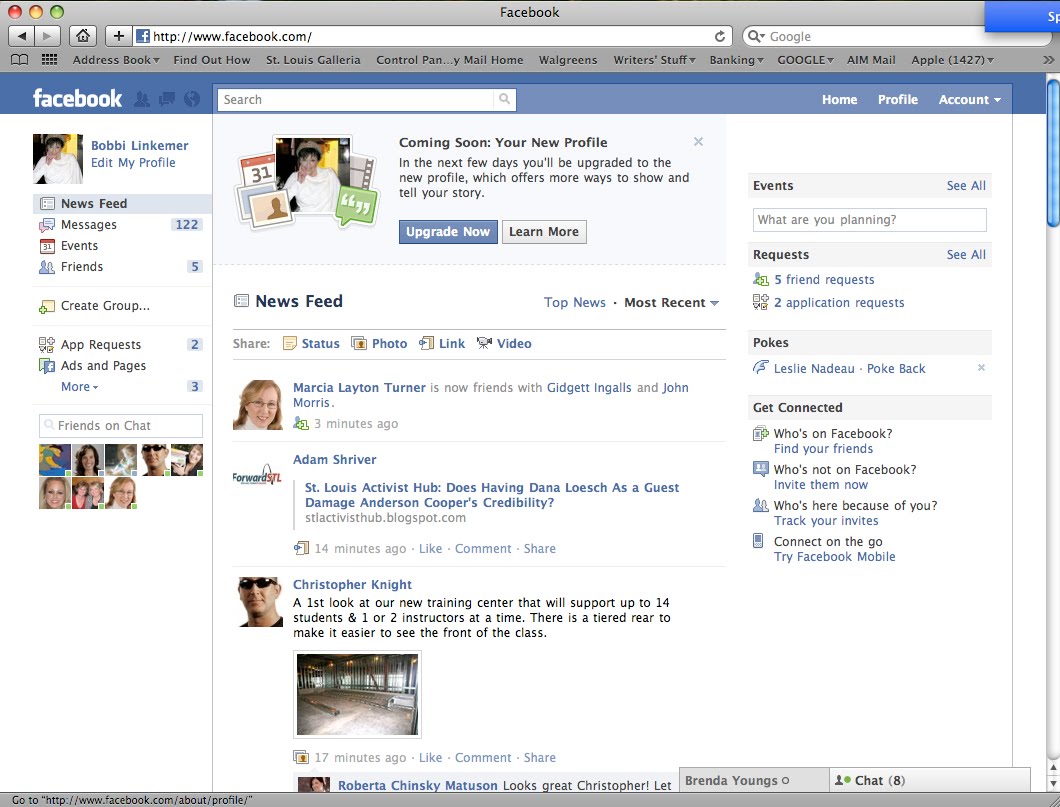 Facebook
Sp
http://www.facebook.com/
Google
Address Book
Find Out How
St. Louis Galleria
Control Pan...y Mail Home
Walgreens
Writers' Stuff
Banking
GOOGLE
AIM Mail
Apple (1427)
facebook
Search
Home
Profile
Account
Bobbi Linkemer
Edit My Profile
News Feed
Messages 122
Events
Friends 5
Create Group...
App Requests 2
Ads and Pages
More 3
Friends on Chat
31
Coming Soon: Your New Profile
In the next few days you'll be upgraded to the
new profile, which offers more ways to show and
tell your story.
Upgrade Now
Learn More
News Feed
Top News · Most Recent
Share: Status Photo Link Video
Marcia Layton Turner is now friends with Gidgett Ingalls and John
Morris.
3 minutes ago
ForwardSTL
Adam Shriver
St. Louis Activist Hub: Does Having Dana Loesch As a Guest
Damage Anderson Cooper's Credibility?
stlactivisthub.blogspot.com
14 minutes ago · Like · Comment · Share
Christopher Knight
A 1st look at our new training center that will support up to 14
students & 1 or 2 instructors at a time. There is a tiered rear to
make it easier to see the front of the class.
17 minutes ago · Like · Comment · Share
Roberta Chinsky Matuson Looks great Christopher! Let
Events See All
What are you planning?
Requests See All
5 friend requests
2 application requests
Pokes
Leslie Nadeau · Poke Back
Get Connected
Who's on Facebook?
Find your friends
Who's not on Facebook?
Invite them now
Who's here because of you?
Track your invites
Connect on the go
Try Facebook Mobile
Brenda Youngs
Chat (8)
Go to "http://www.facebook.com/about/profile/"